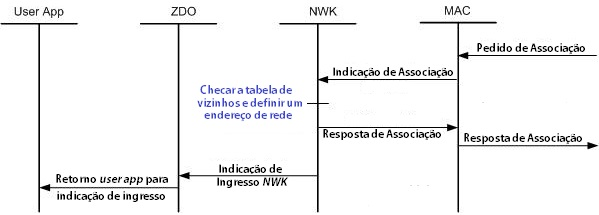 User App
ZDO
NWK
MAC
Pedido de Associação
Indicação de Associação
Checar a tabela de
vizinhos e definir um
endereço de rede
Resposta de Associação
Resposta de Associação
Indicação de
Ingresso NWK
Retorno user app para
indicação de ingresso